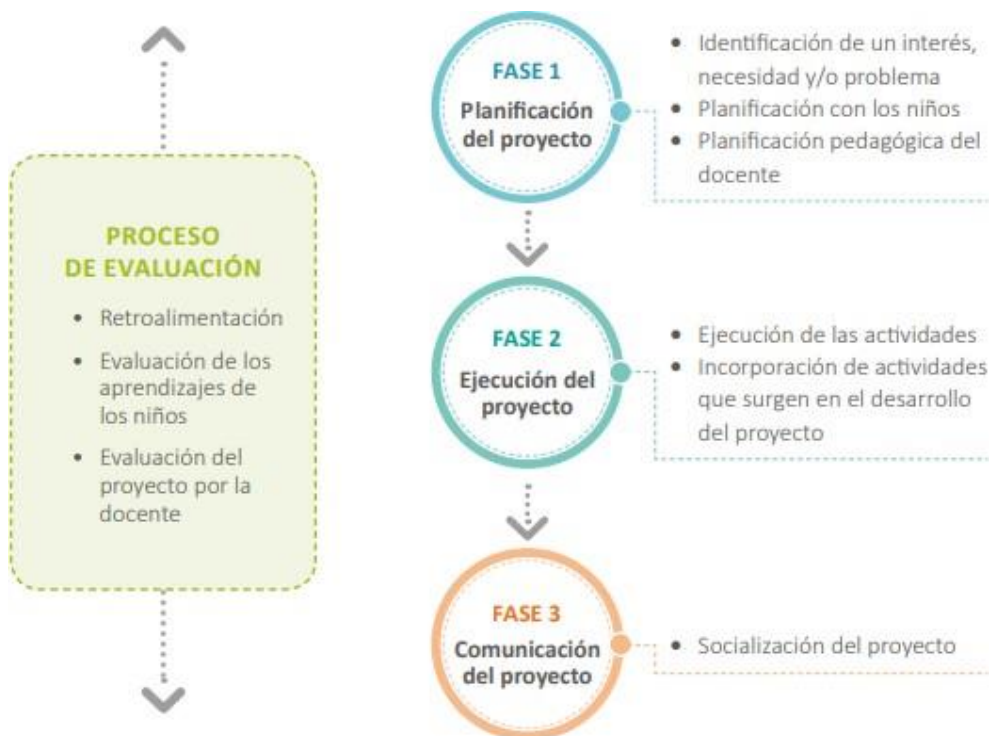 PROCESO
DE EVALUACIÓN
• Retroalimentación
• Evaluación de los
aprendizajes de
los niños
• Evaluación del
proyecto por la
docente
FASE 1
Planificación
del proyecto
• Identificación de un interés,
necesidad y/o problema
• Planificación con los niños
• Planificación pedagógica del
docente
FASE 2
Ejecución del
proyecto
• Ejecución de las actividades
• Incorporación de actividades
que surgen en el desarrollo
del proyecto
FASE 3
Comunicación
del proyecto
• Socialización del proyecto